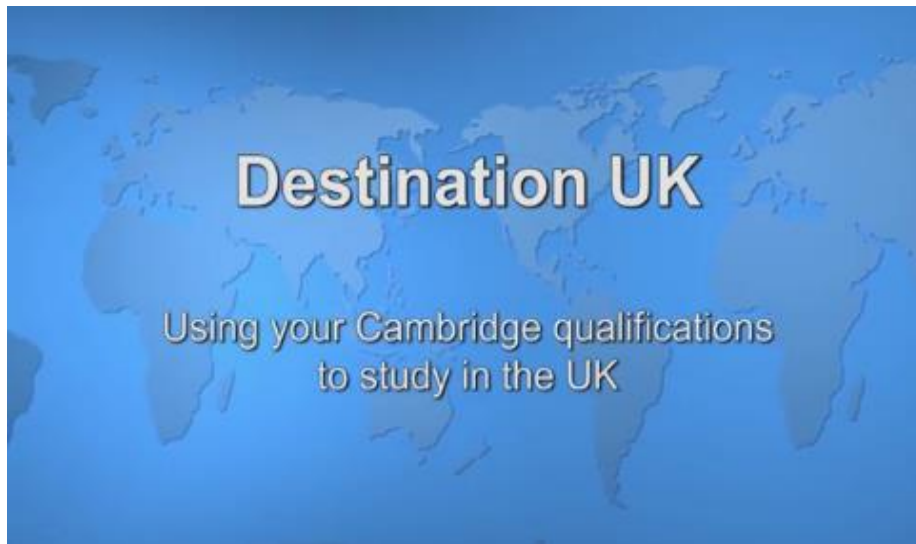 Destination UK
Using your Cambridge qualifications
to study in the UK